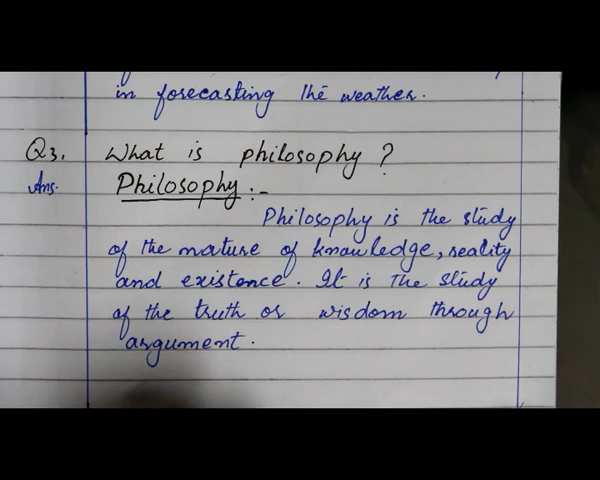 in forecasting the weather.
Q3. What is philosophy ?
Ans. Philosophy :-
Philosophy is the study
of the nature of knowledge, reality
and existence. It is the study
of the truth or wisdom through
argument.